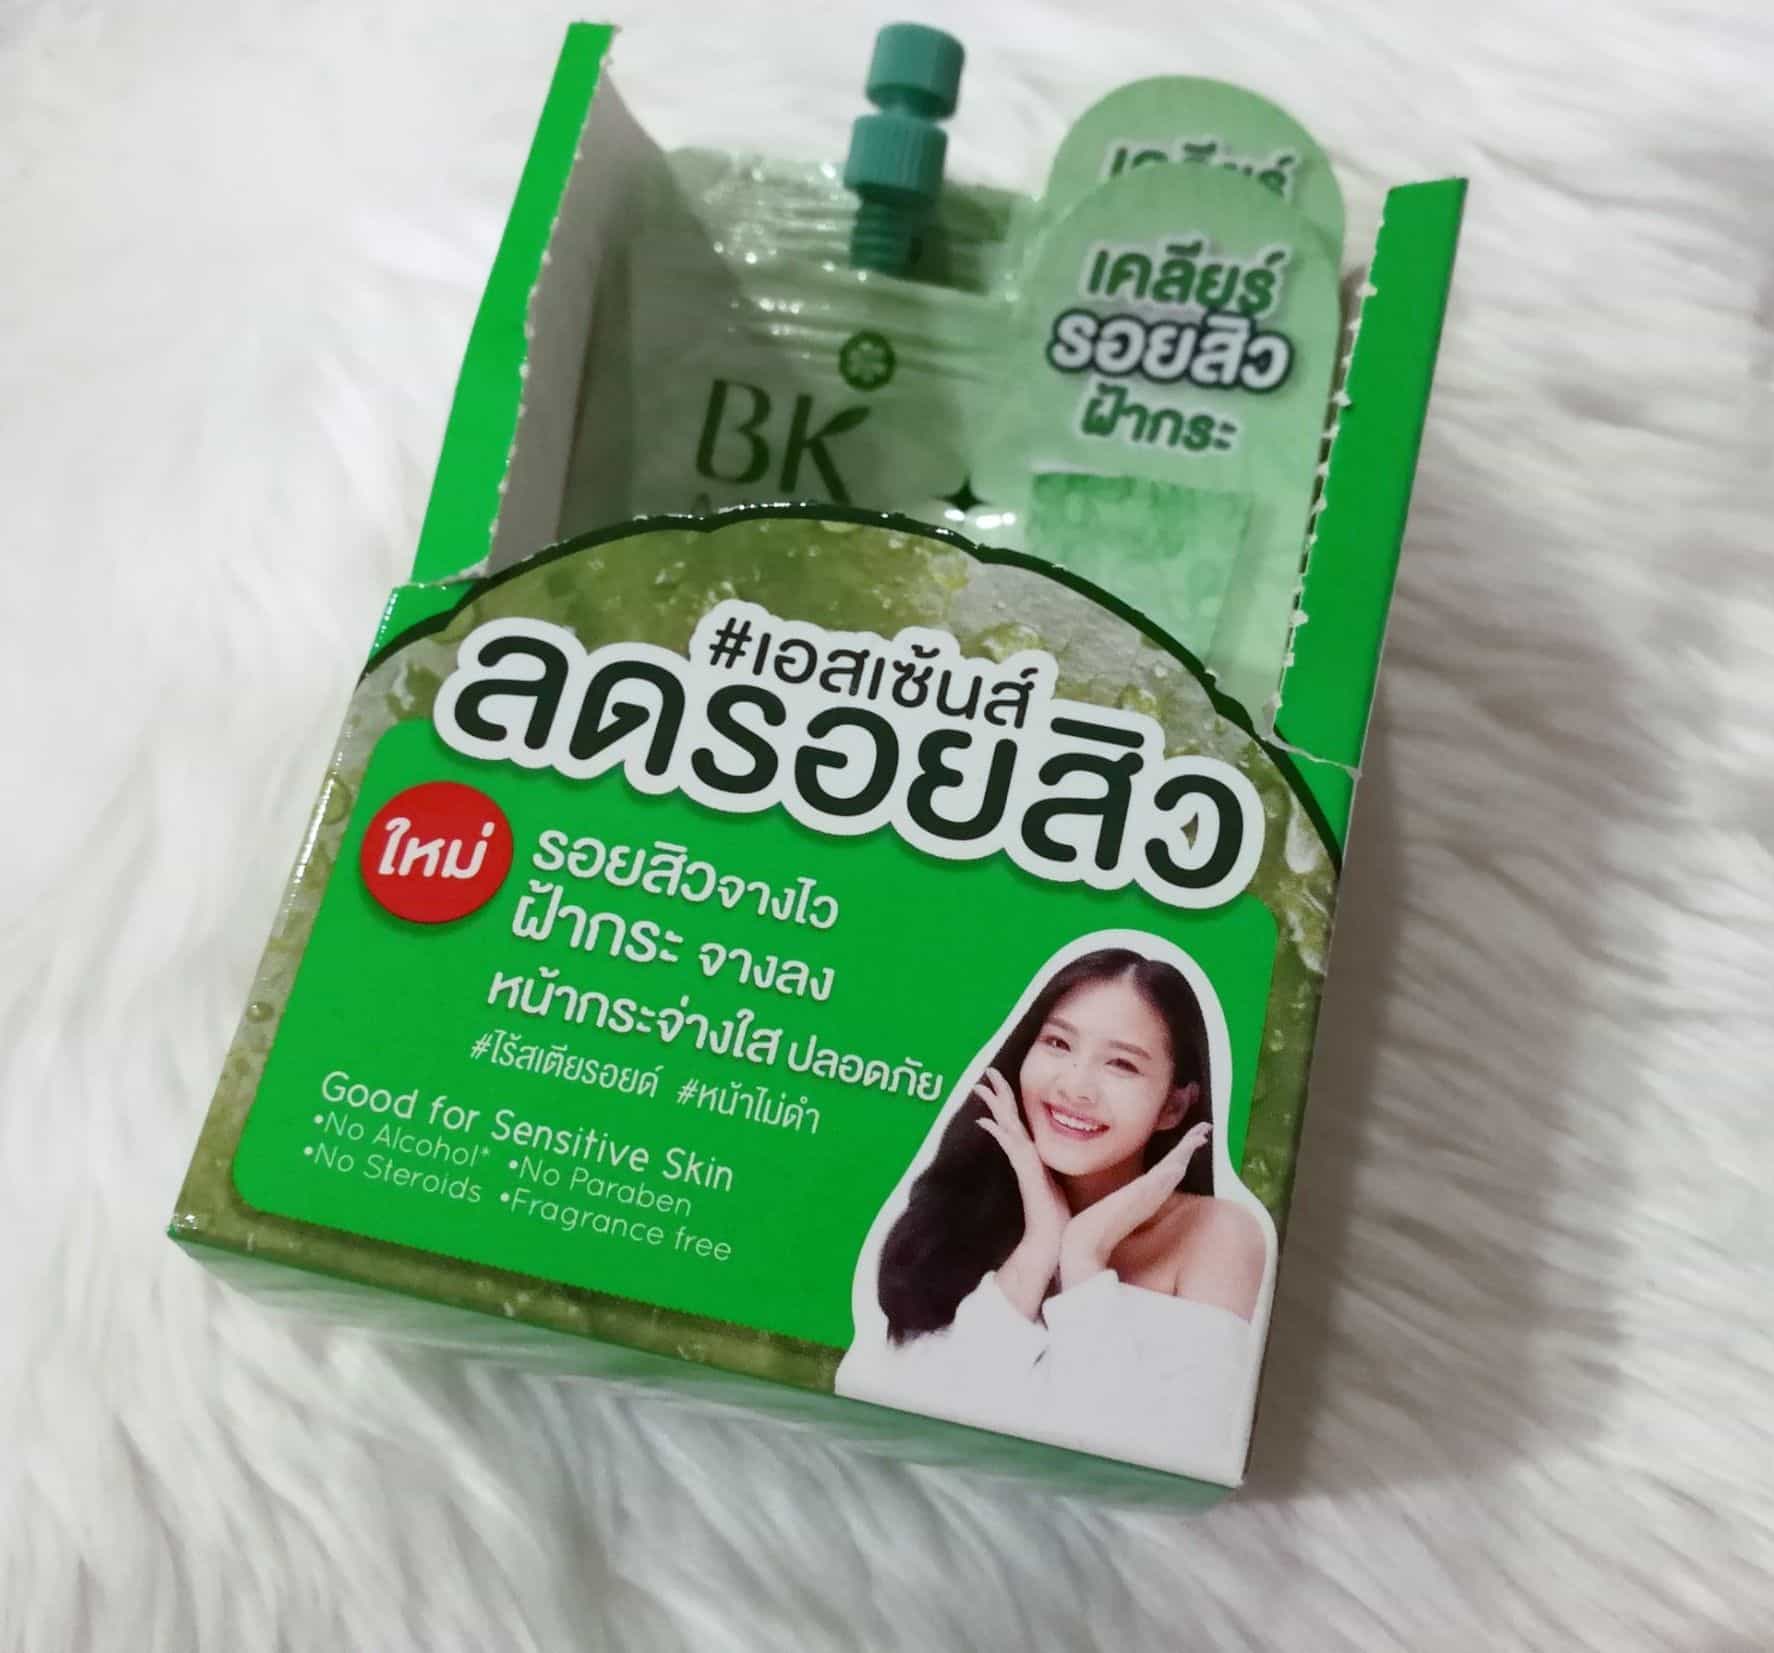 เคลียร์
เคลียร์
รอยสิว
ฝ้ากระ
BK
#เอสเซ้นส์
ลดรอยสิว
ใหม่
รอยสิวจางไว
ฝ้ากระ จางลง
หน้ากระจ่างใส ปลอดภัย
#ไร้สเตียรอยด์ #หน้าไม่ดำ
Good for Sensitive Skin
•No Alcohol* •No Paraben
•No Steroids •Fragrance free